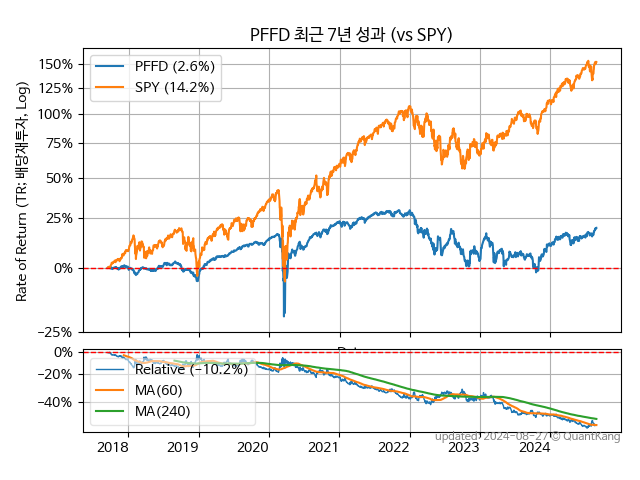 PFFD 최근 7년 성과 (vs SPY)
Rate of Return (TR; 배당재투자, Log)
150%
125%
100%
75%
50%
25%
0%
−25%
PFFD (2.6%)
SPY (14.2%)
0%
−20%
−40%
Relative (−10.2%)
MA(60)
MA(240)
2018 2019 2020 2021 2022 2023 2024
updated: 2024-08-27 © QuantKang